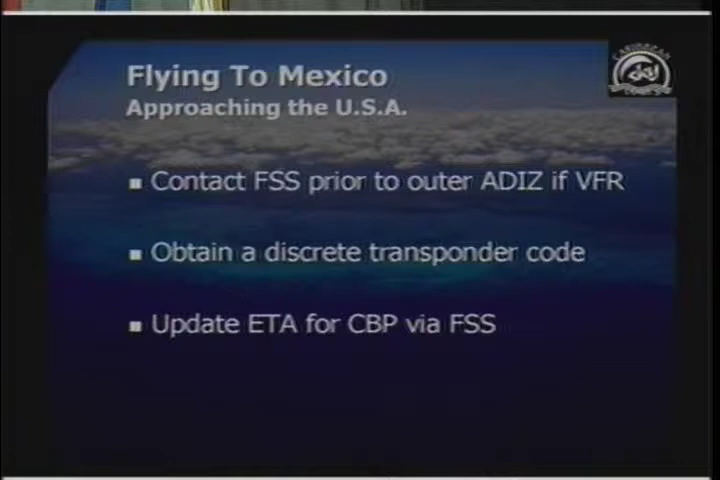 Flying To Mexico
Approaching the U.S.A.
CARIBBEAN
Contact FSS prior to outer ADIZ if VFR
Obtain a discrete transponder code
Update ETA for CBP via FSS